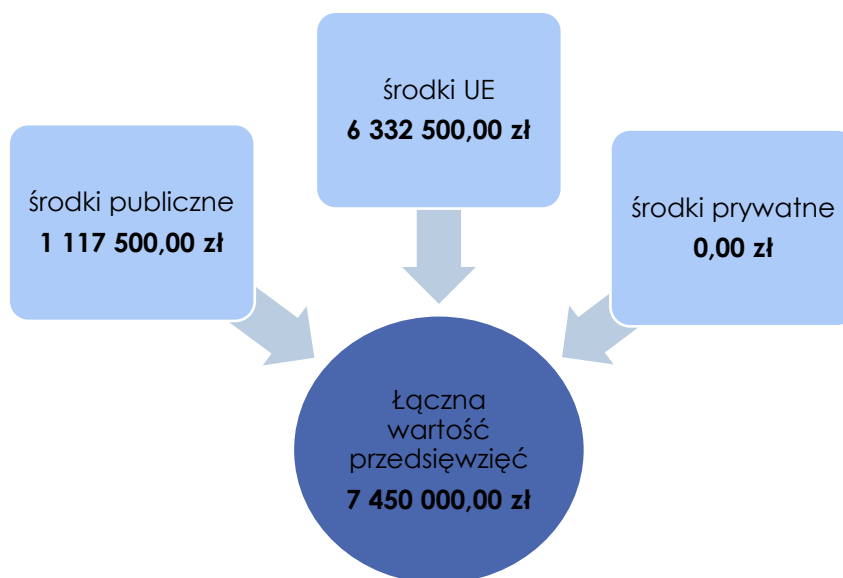 środki UE
6 332 500,00 zł
środki publiczne
1 117 500,00 zł
środki prywatne
0,00 zł
Łączna
wartość
przedsięwzięć
7 450 000,00 zł